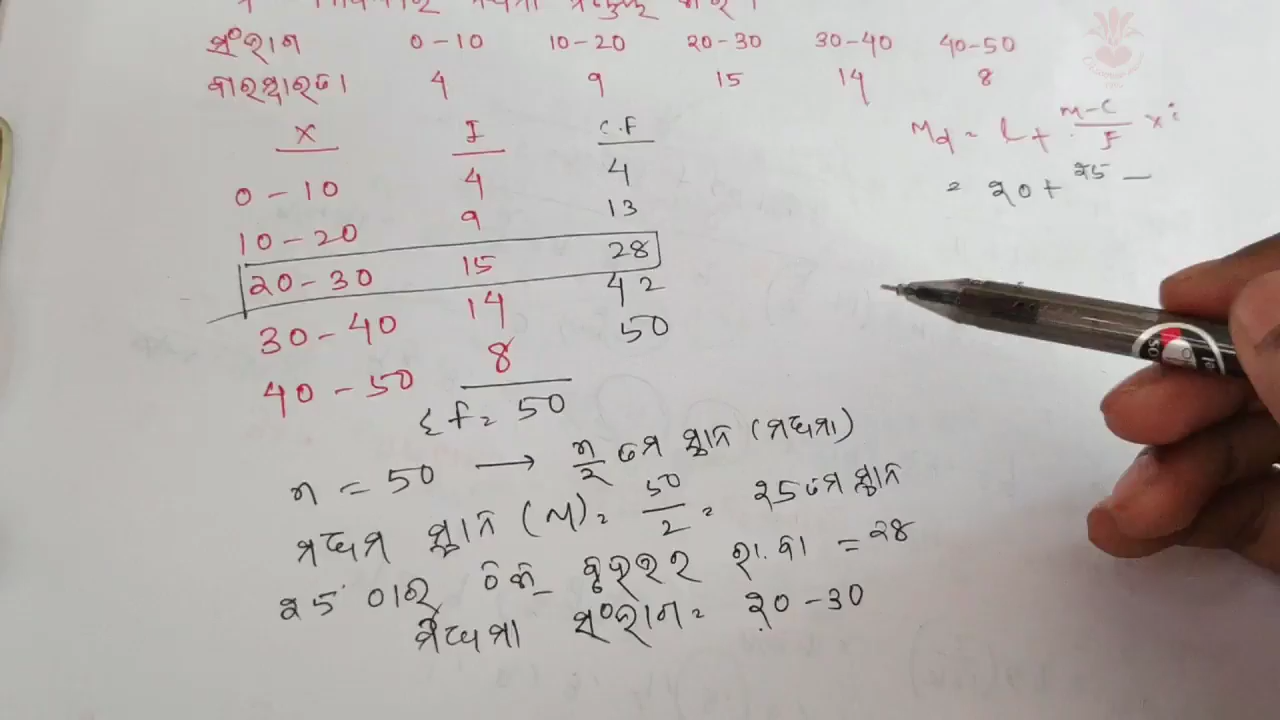 ସଂଭାଗ 0-10 10-20 20-30 30-40 40-50
ବାରମ୍ବାରତା 4 9 15 14 8
X F C.F
0-10 4 4
10-20 9 13
20-30 15 28
30-40 14 42
40-50 8 50
Σf= 50
Md = l + m-c/f × i
= 20 + 25 -
n = 50 → n/2 ତମ ସ୍ଥାନ (ମଧ୍ୟମା)
ମଧ୍ୟମ ସ୍ଥାନ (M)= 50/2 = 25 ତମ ସ୍ଥାନ
25 ଠାରୁ ଠିକ୍ ବୃହତ୍ତର ରା.ବା = 28
ମଧ୍ୟମା ସଂଭାଗ= 20-30